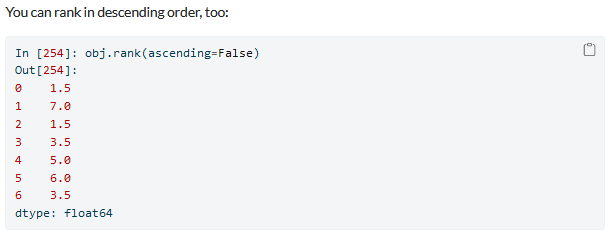 You can rank in descending order, too:
In [254]: obj.rank(ascending=False)
Out[254]:
0    1.5
1    7.0
2    1.5
3    3.5
4    5.0
5    6.0
6    3.5
dtype: float64